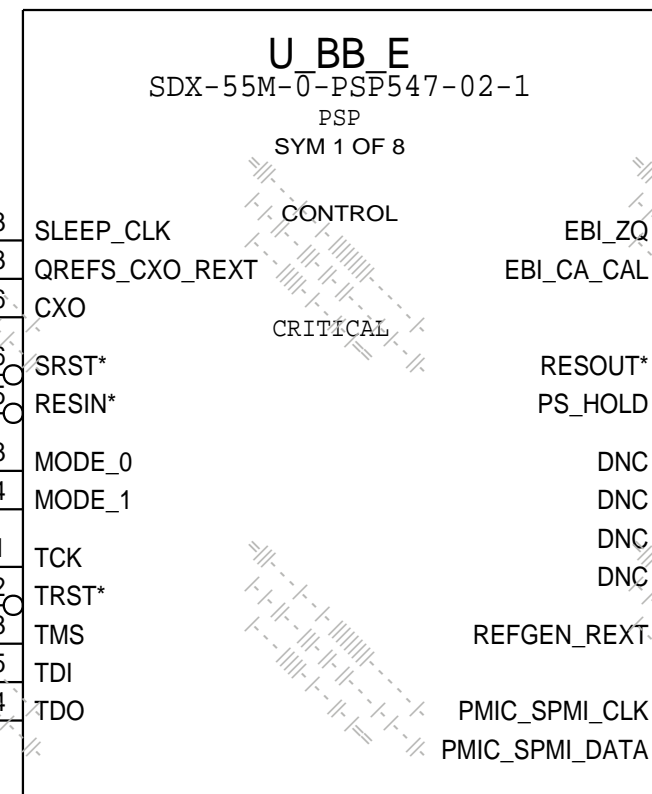 U_BB_E
SDX-55M-0-PSP547-02-1
PSP
SYM 1 OF 8
CONTROL
SLEEP_CLK EBI_ZQ
QREFS_CXO_REXT EBI_CA_CAL
CXO
CRITICAL
SRST* RESOUT*
RESIN* PS_HOLD
MODE_0 DNC
MODE_1 DNC
DNC
TCK
DNC
TRST*
TMS REFGEN_REXT
TDI
TDO PMIC_SPMI_CLK
PMIC_SPMI_DATA